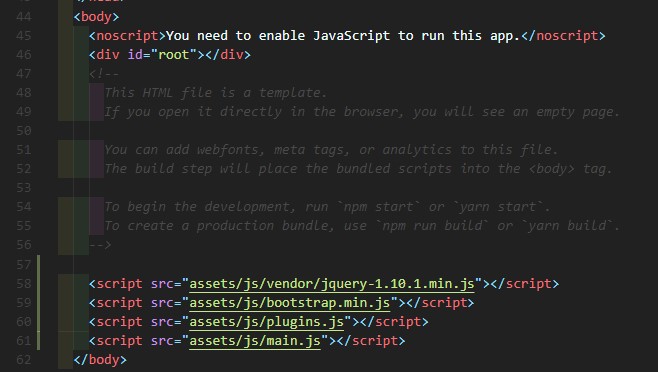 44 <body>
45 <noscript>You need to enable JavaScript to run this app.</noscript>
46 <div id="root"></div>
47 <!--
48 This HTML file is a template.
49 If you open it directly in the browser, you will see an empty page.
50
51 You can add webfonts, meta tags, or analytics to this file.
52 The build step will place the bundled scripts into the <body> tag.
53
54 To begin the development, run `npm start` or `yarn start`.
55 To create a production bundle, use `npm run build` or `yarn build`.
56 -->
57
58 <script src="assets/js/vendor/jquery-1.10.1.min.js"></script>
59 <script src="assets/js/bootstrap.min.js"></script>
60 <script src="assets/js/plugins.js"></script>
61 <script src="assets/js/main.js"></script>
62 </body>